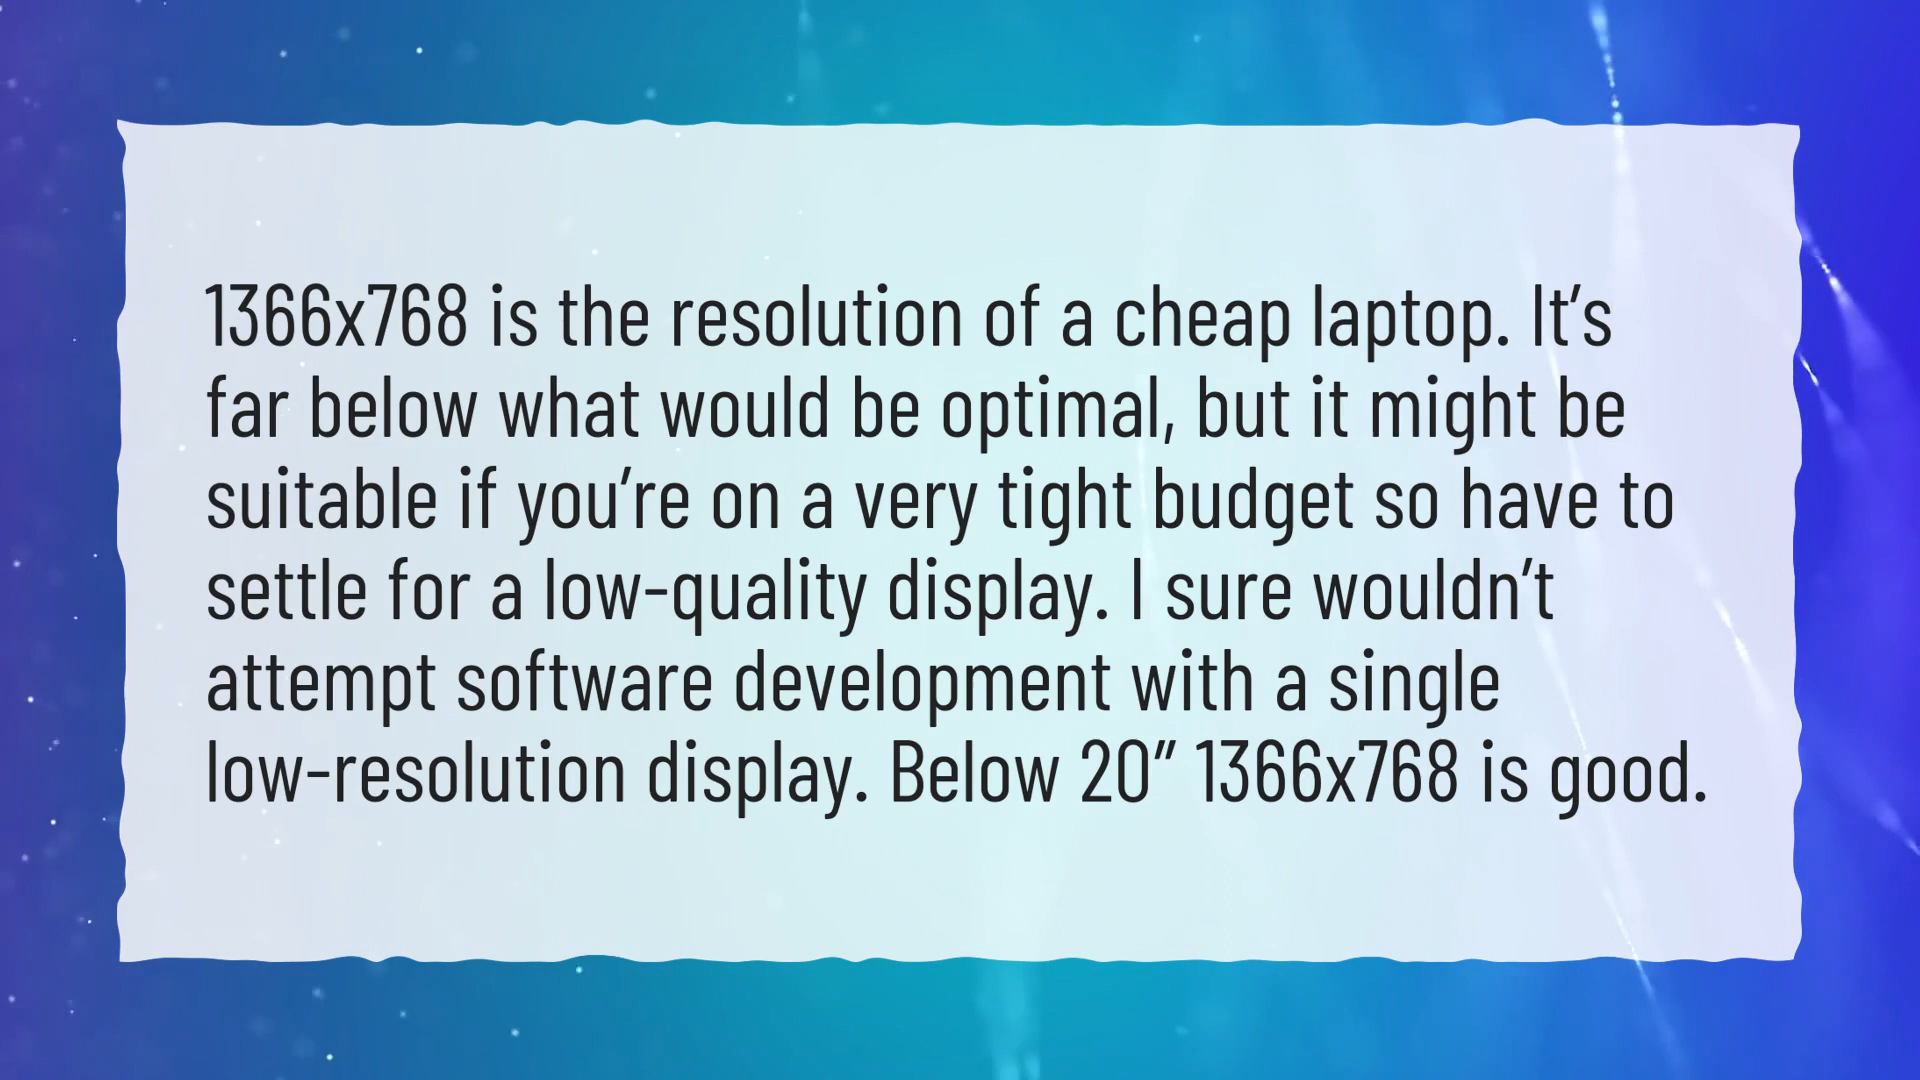 1366x768 is the resolution of a cheap laptop. It’s
far below what would be optimal, but it might be
suitable if you’re on a very tight budget so have to
settle for a low-quality display. I sure wouldn’t
attempt software development with a single
low-resolution display. Below 20” 1366x768 is good.